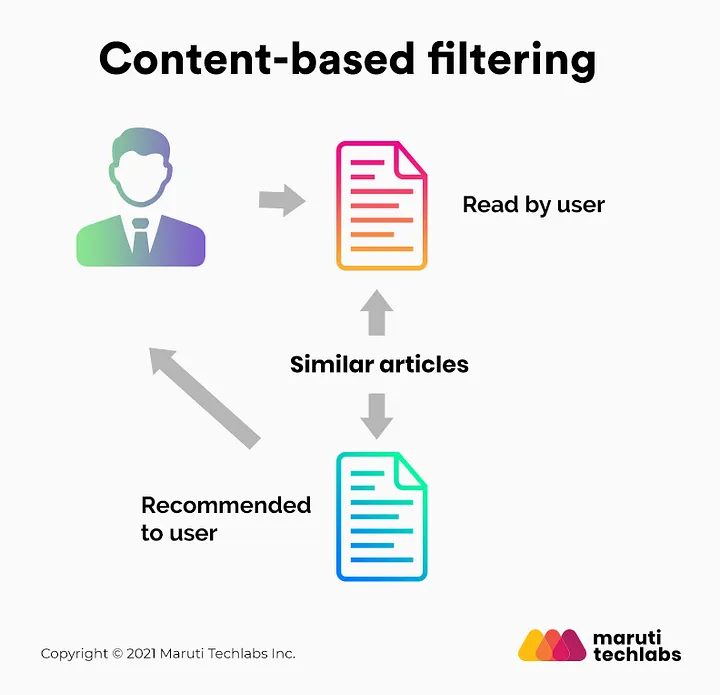 Content-based filtering
Read by user
Similar articles
Recommended
to user
Copyright © 2021 Maruti Techlabs Inc.
maruti
techlabs